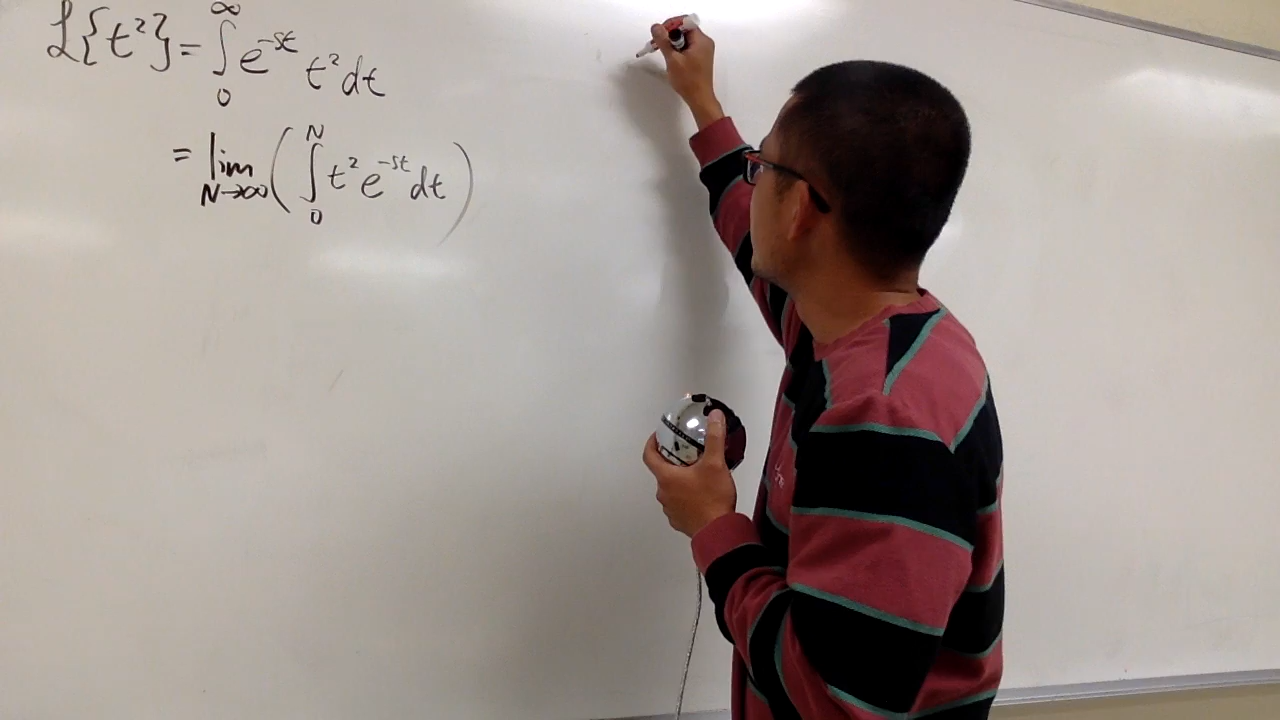 ℒ{t²} = ∫₀^∞ e^{-st} t² dt
= lim_{N→∞} ( ∫₀^N t² e^{-st} dt )